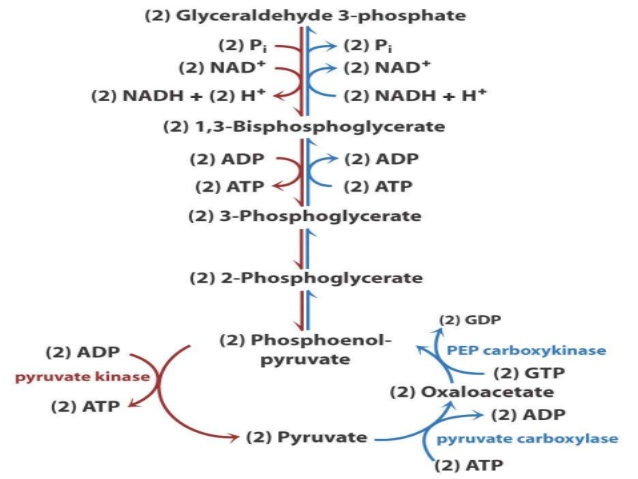 (2) Glyceraldehyde 3-phosphate
(2) Pi (2) Pi
(2) NAD⁺ (2) NAD⁺
(2) NADH + (2) H⁺ (2) NADH + H⁺
(2) 1,3-Bisphosphoglycerate
(2) ADP (2) ADP
(2) ATP (2) ATP
(2) 3-Phosphoglycerate
(2) 2-Phosphoglycerate
(2) GDP
(2) Phosphoenol-
pyruvate
(2) ADP
PEP carboxykinase
pyruvate kinase
(2) GTP
(2) Oxaloacetate
(2) ATP
(2) ADP
(2) Pyruvate
pyruvate carboxylase
(2) ATP